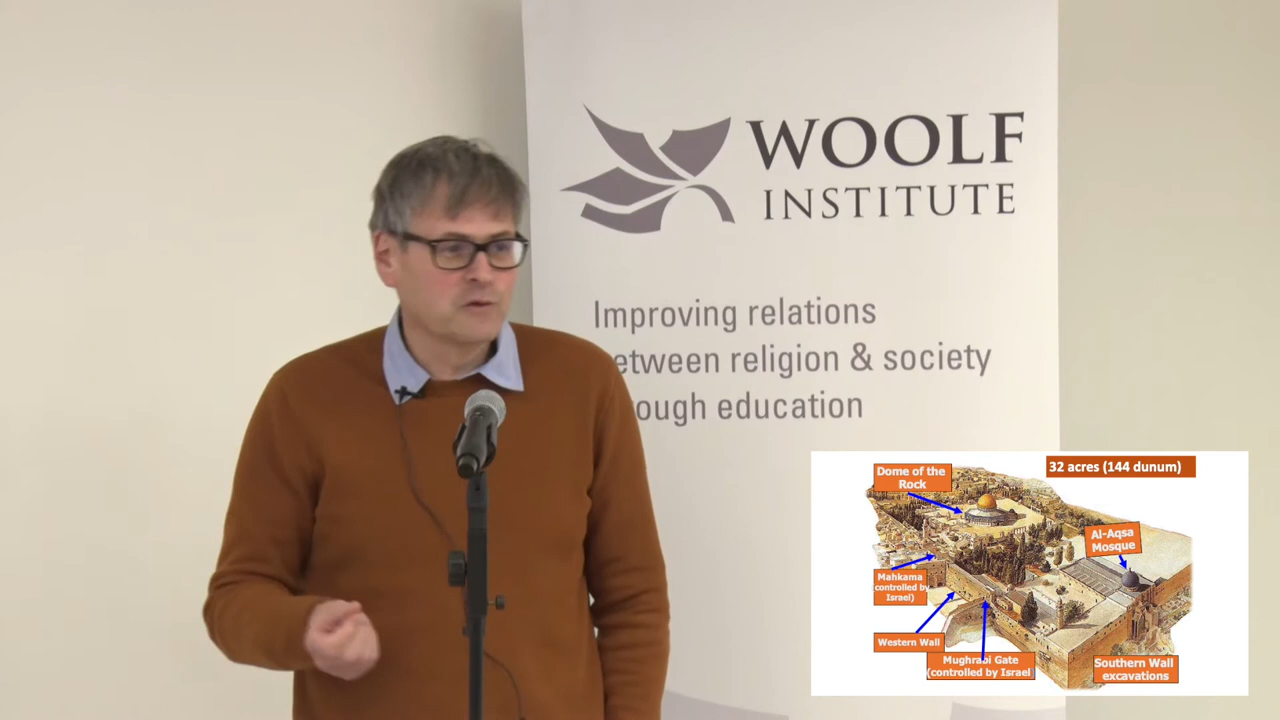 WOOLF
INSTITUTE
Improving relations
etween religion & society
ough education
32 acres (144 dunum)
Dome of the
Rock
Al-Aqsa
Mosque
Mahkama
controlled by
Israel)
Western Wall
Mughrabi Gate
(controlled by Israel
Southern Wall
excavations